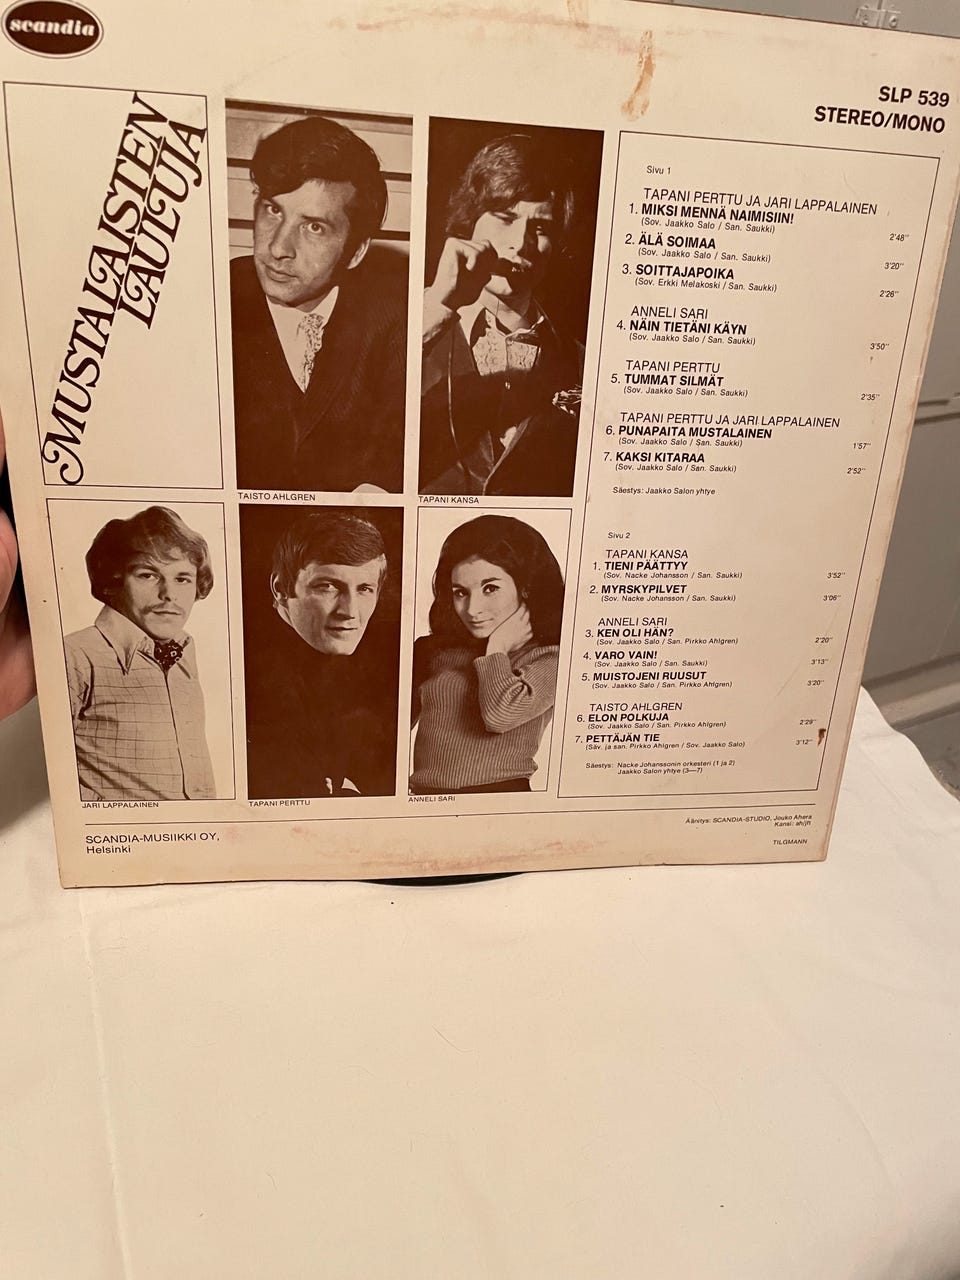 scandia
SLP 539
STEREO/MONO
MUSTALAISTEN
LAULUJA
TAISTO AHLGREN
TAPANI KANSA
JARI LAPPALAINEN
TAPANI PERTTU
ANNELI SARI
Sivu 1
TAPANI PERTTU JA JARI LAPPALAINEN
1. MIKSI MENNÄ NAIMISIIN! 2'48"
(Sov. Jaakko Salo / San. Saukki)
2. ÄLÄ SOIMAA 3'20"
(Sov. Jaakko Salo / San. Saukki)
3. SOITTAJAPOIKA 2'26"
(Sov. Erkki Melakoski / San. Saukki)
ANNELI SARI
4. NÄIN TIETÄNI KÄYN 3'50"
(Sov. Jaakko Salo / San. Saukki)
TAPANI PERTTU
5. TUMMAT SILMÄT 2'35"
(Sov. Jaakko Salo / San. Saukki)
TAPANI PERTTU JA JARI LAPPALAINEN
6. PUNAPAITA MUSTALAINEN 1'57"
(Sov. Jaakko Salo / San. Saukki)
7. KAKSI KITARAA 2'52"
(Sov. Jaakko Salo / San. Saukki)
Säestys: Jaakko Salon yhtye
Sivu 2
TAPANI KANSA
1. TIENI PÄÄTTYY 3'52"
(Sov. Nacke Johansson / San. Saukki)
2. MYRSKYPILVET 3'06"
(Sov. Nacke Johansson / San. Saukki)
ANNELI SARI
3. KEN OLI HÄN? 2'20"
(Sov. Jaakko Salo / San. Pirkko Ahlgren)
4. VARO VAIN! 3'13"
(Sov. Jaakko Salo / San. Saukki)
5. MUISTOJENI RUUSUT 3'20"
(Sov. Jaakko Salo / San. Pirkko Ahlgren)
TAISTO AHLGREN
6. ELON POLKUJA 2'29"
(Sov. Jaakko Salo / San. Pirkko Ahlgren)
7. PETTÄJÄN TIE 3'12"
(Säv. ja san. Pirkko Ahlgren / Sov. Jaakko Salo)
Säestys: Nacke Johanssonin orkesteri (1 ja 2)
Jaakko Salon yhtye (3—7)
SCANDIA-MUSIIKKI OY,
Helsinki
Äänitys: SCANDIA-STUDIO, Jouko Ahera
Kansi: ah/jft
TILGMANN